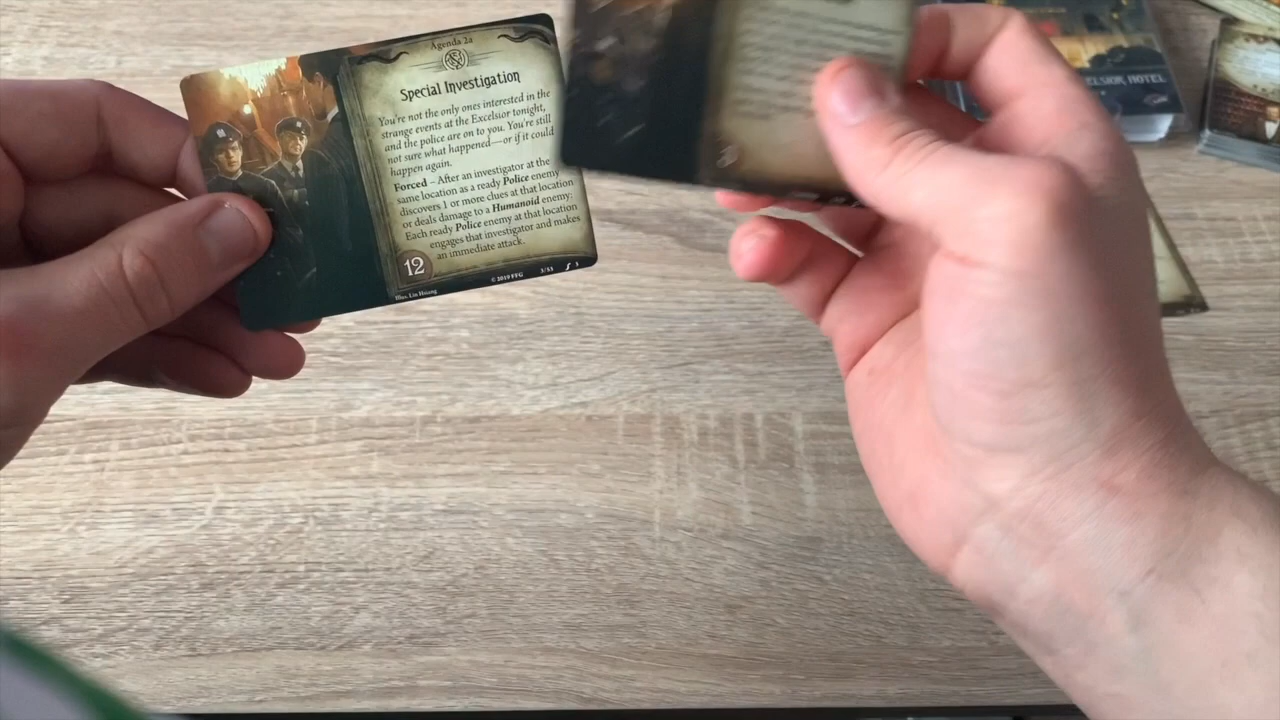 Agenda 2a
Special Investigation
You're not the only ones interested in the
strange events at the Excelsior tonight,
and the police are on to you. You're still
not sure what happened—or if it could
happen again.
Forced – After an investigator at the
same location as a ready Police enemy
discovers 1 or more clues at that location
or deals damage to a Humanoid enemy:
Each ready Police enemy at that location
engages that investigator and makes
an immediate attack.
12
Illus. Lin Hsiang
© 2019 FFG
3/53
5
ELSIOR HOTEL